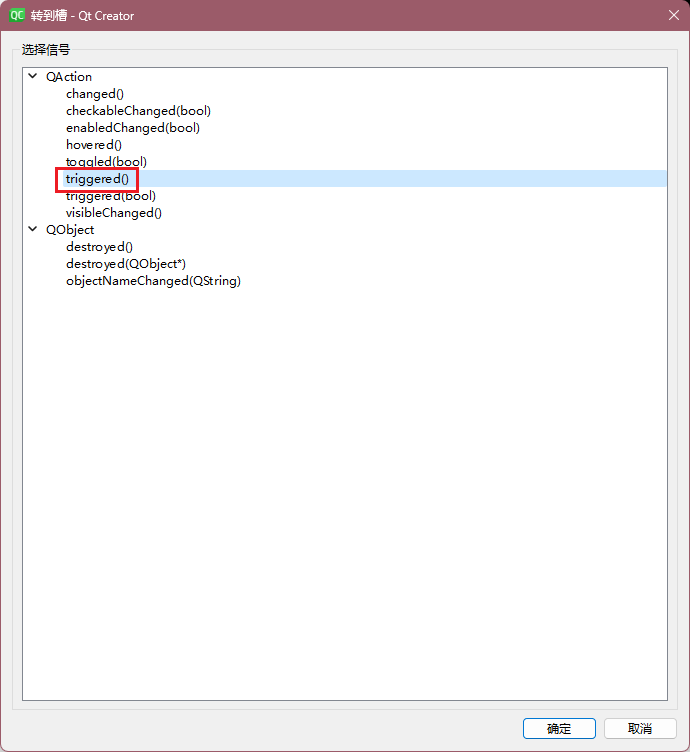 QC 转到槽 - Qt Creator
选择信号
QAction
changed()
checkableChanged(bool)
enabledChanged(bool)
hovered()
toggled(bool)
triggered()
triggered(bool)
visibleChanged()
QObject
destroyed()
destroyed(QObject*)
objectNameChanged(QString)
确定 取消